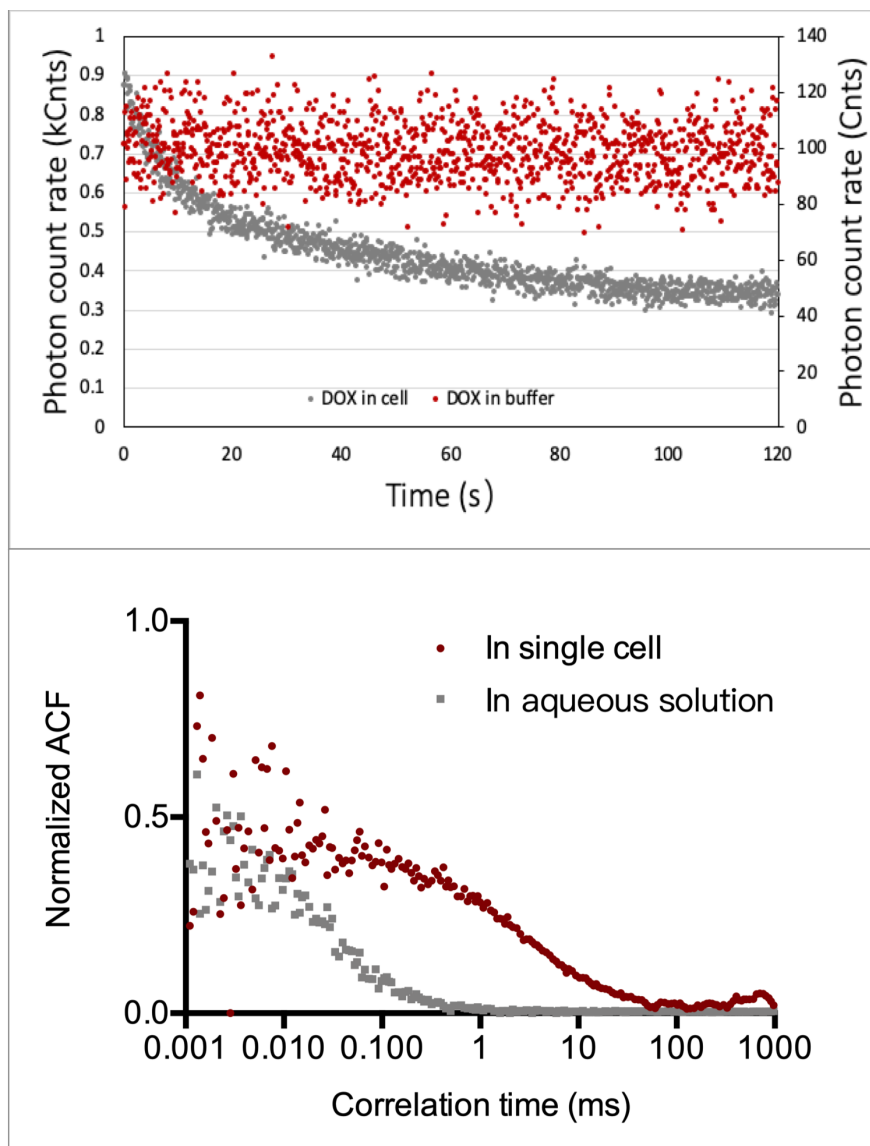 Photon count rate (kCnts)
1
0.9
0.8
0.7
0.6
0.5
0.4
0.3
0.2
0.1
0
140
120
100
80
60
40
20
0
Photon count rate (Cnts)
DOX in cell
DOX in buffer
0 20 40 60 80 100 120
Time (s)
Normalized ACF
1.0
0.5
0.0
In single cell
In aqueous solution
0.001 0.010 0.100 1 10 100 1000
Correlation time (ms)